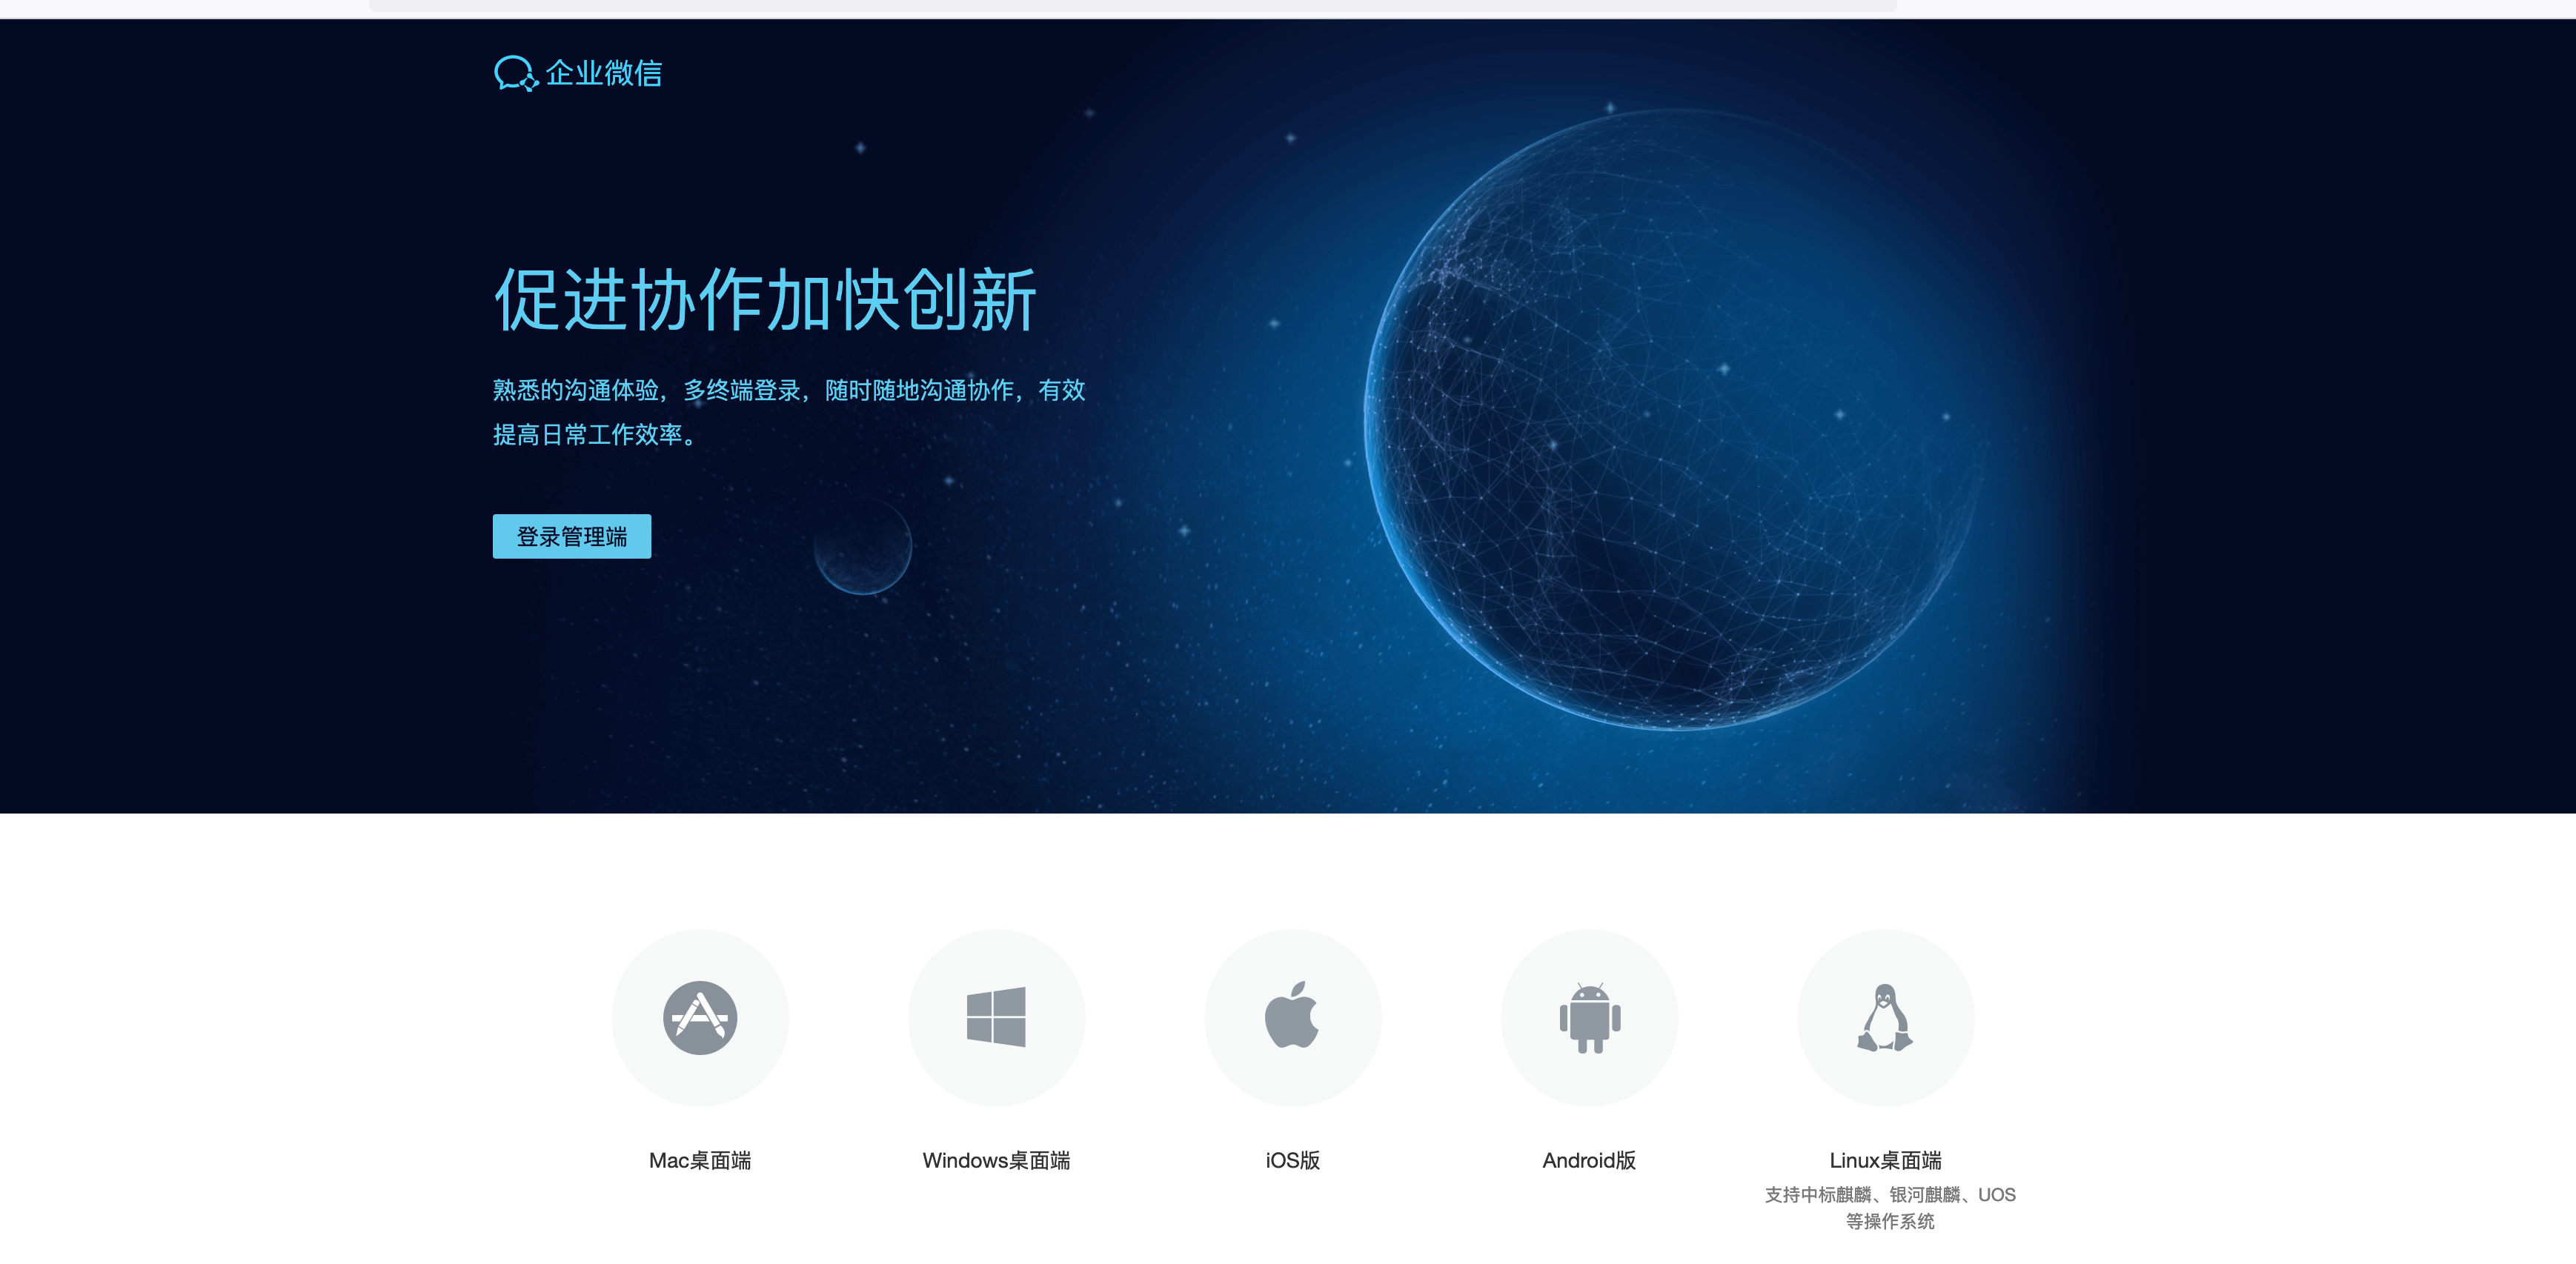 企业微信
促进协作加快创新
熟悉的沟通体验，多终端登录，随时随地沟通协作，有效
提高日常工作效率。
登录管理端
Mac桌面端
Windows桌面端
iOS版
Android版
Linux桌面端
支持中标麒麟、银河麒麟、UOS
等操作系统